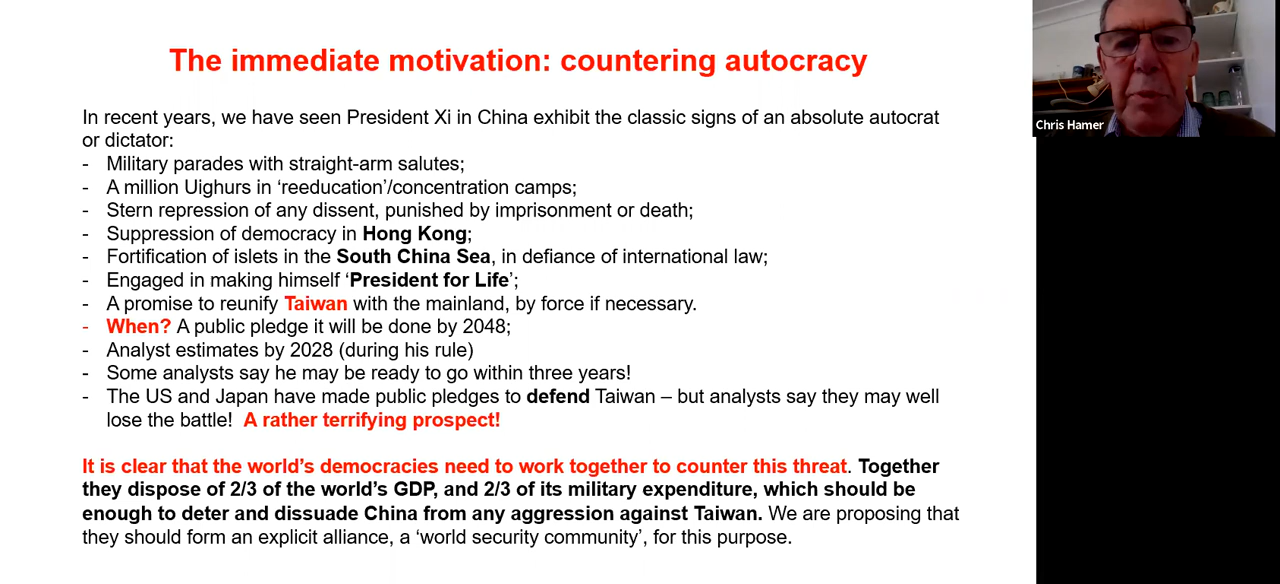 The immediate motivation: countering autocracy
In recent years, we have seen President Xi in China exhibit the classic signs of an absolute autocrat
or dictator:
- Military parades with straight-arm salutes;
- A million Uighurs in ‘reeducation’/concentration camps;
- Stern repression of any dissent, punished by imprisonment or death;
- Suppression of democracy in Hong Kong;
- Fortification of islets in the South China Sea, in defiance of international law;
- Engaged in making himself ‘President for Life’;
- A promise to reunify Taiwan with the mainland, by force if necessary.
- When? A public pledge it will be done by 2048;
- Analyst estimates by 2028 (during his rule)
- Some analysts say he may be ready to go within three years!
- The US and Japan have made public pledges to defend Taiwan – but analysts say they may well
lose the battle! A rather terrifying prospect!
It is clear that the world’s democracies need to work together to counter this threat. Together
they dispose of 2/3 of the world’s GDP, and 2/3 of its military expenditure, which should be
enough to deter and dissuade China from any aggression against Taiwan. We are proposing that
they should form an explicit alliance, a ‘world security community’, for this purpose.
Chris Hamer